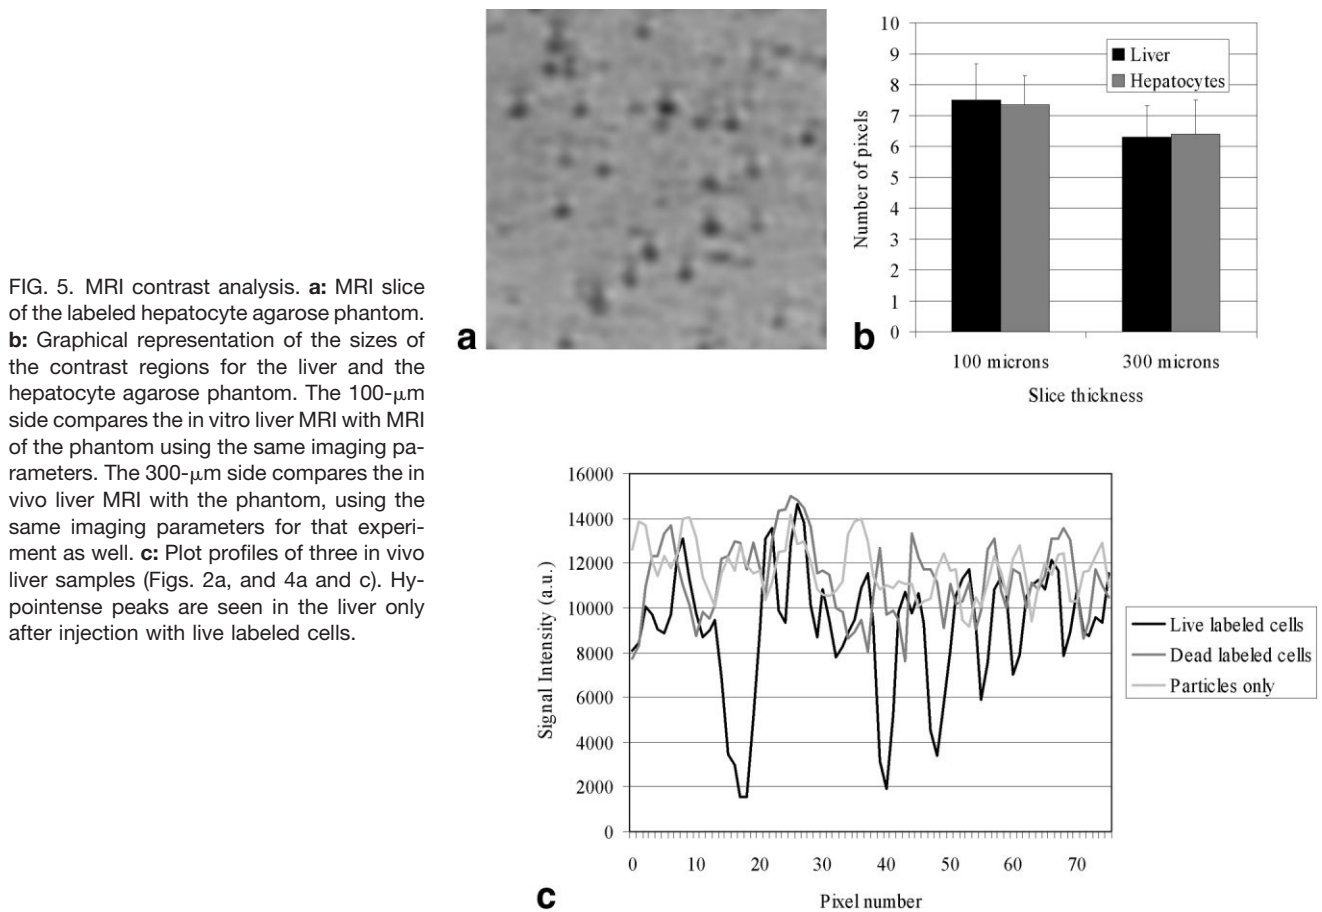 FIG. 5. MRI contrast analysis. a: MRI slice
of the labeled hepatocyte agarose phantom.
b: Graphical representation of the sizes of
the contrast regions for the liver and the
hepatocyte agarose phantom. The 100-μm
side compares the in vitro liver MRI with MRI
of the phantom using the same imaging pa-
rameters. The 300-μm side compares the in
vivo liver MRI with the phantom, using the
same imaging parameters for that experi-
ment as well. c: Plot profiles of three in vivo
liver samples (Figs. 2a, and 4a and c). Hy-
pointense peaks are seen in the liver only
after injection with live labeled cells.
a
Number of pixels
10
9
8
7
6
5
4
3
2
1
0
Liver
Hepatocytes
100 microns 300 microns
Slice thickness
b
Signal Intensity (a.u.)
16000
14000
12000
10000
8000
6000
4000
2000
0
0 10 20 30 40 50 60 70
Pixel number
Live labeled cells
Dead labeled cells
Particles only
c